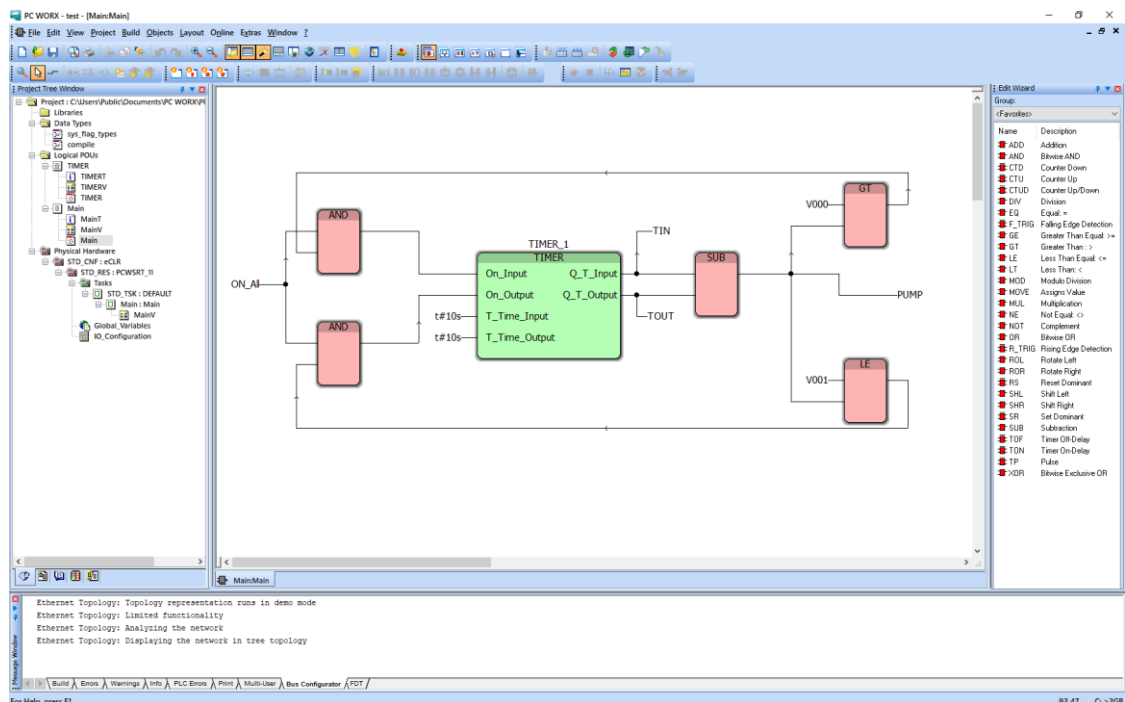 PC WORX - test - [Main:Main]
File Edit View Project Build Objects Layout Online Extras Window ?
Project Tree Window
Project : C:\Users\Public\Documents\PC WORX\PI
Libraries
Data Types
sys_flag_types
compile
Logical POUs
TIMER
TIMERT
TIMERV
TIMER
Main
MainT
MainV
Main
Physical Hardware
STD_CNF : eCLR
STD_RES : PCWSRT_11
Tasks
STD_TSK : DEFAULT
Main : Main
MainV
Global_Variables
IO_Configuration
GT
V000
AND
TIN
TIMER_1
TIMER
SUB
On_Input Q_T_Input
ON_Al
On_Output Q_T_Output
PUMP
T_Time_Input
t#10s
TOUT
AND
T_Time_Output
t#10s
LE
V001
Main:Main
Edit Wizard
Group:
<Favorites>
Name Description
ADD Addition
AND Bitwise AND
CTD Counter Down
CTU Counter Up
CTUD Counter Up/Down
DIV Division
EQ Equal: =
F_TRIG Falling Edge Detection
GE Greater Than Equal: >=
GT Greater Than : >
LE Less Than Equal: <=
LT Less Than: <
MOD Modulo Division
MOVE Assigns Value
MUL Multiplication
NE Not Equal: <>
NOT Complement
OR Bitwise OR
R_TRIG Rising Edge Detection
ROL Rotate Left
ROR Rotate Right
RS Reset Dominant
SHL Shift Left
SHR Shift Right
SR Set Dominant
SUB Subtraction
TOF Timer Off-Delay
TON Timer On-Delay
TP Pulse
XOR Bitwise Exclusive OR
Message Window
Ethernet Topology: Topology representation runs in demo mode
Ethernet Topology: Limited functionality
Ethernet Topology: Analyzing the network
Ethernet Topology: Displaying the network in tree topology
Build Errors Warnings Info PLC Errors Print Multi-User Bus Configurator FDT
For Help, press F1
93,47 C: >3GB